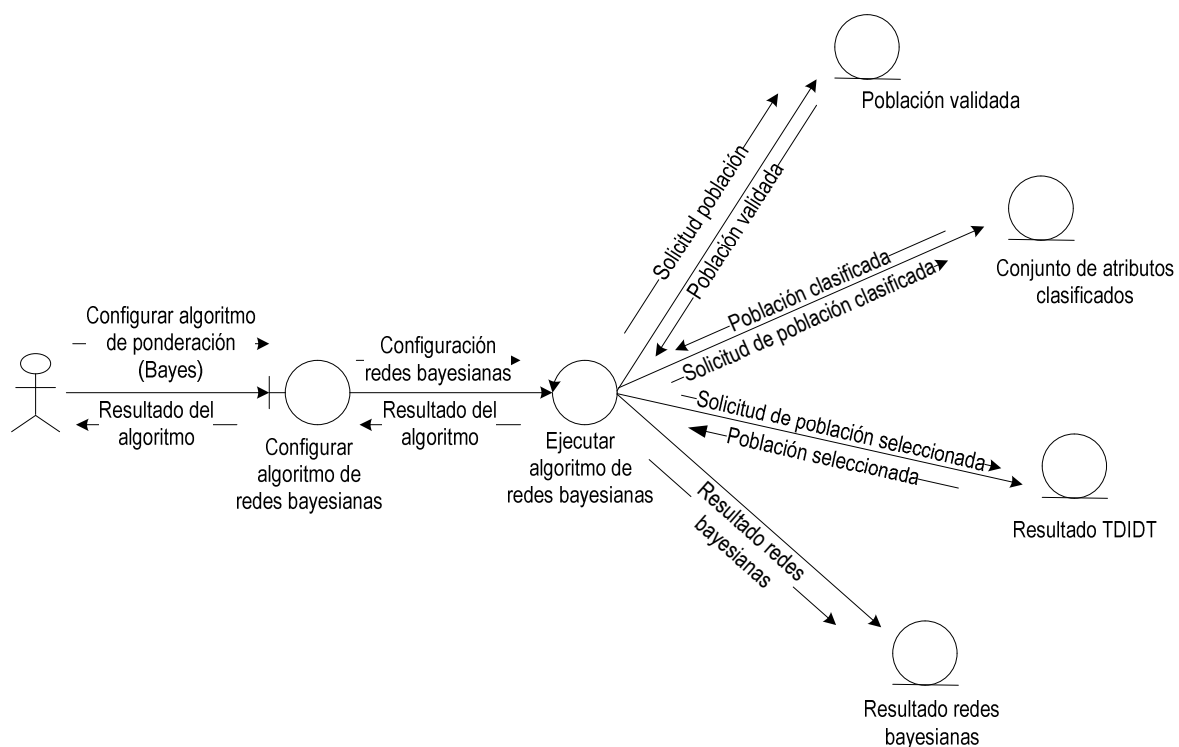 Población validada
Solicitud población
Población validada
Población clasificada
Solicitud de población clasificada
Conjunto de atributos
clasificados
Configurar algoritmo
de ponderación
(Bayes)
Resultado del
algoritmo
Configurar
algoritmo de
redes bayesianas
Configuración
redes bayesianas
Resultado del
algoritmo
Ejecutar
algoritmo de
redes bayesianas
Solicitud de población seleccionada
Población seleccionada
Resultado TDIDT
Resultado redes
bayesianas
Resultado redes
bayesianas